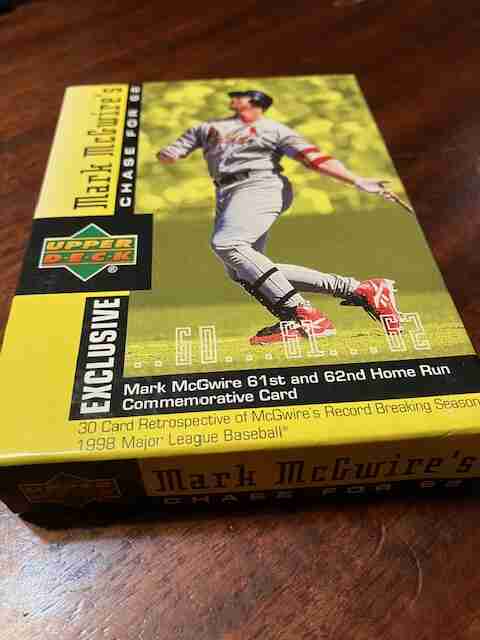 Mark McGwire's
CHASE FOR 62
UPPER
D·E·C·K
®
EXCLUSIVE
..60...61...62
Mark McGwire 61st and 62nd Home Run
Commemorative Card
30 Card Retrospective of McGwire's Record Breaking Season
1998 Major League Baseball®
UPPER
DECK
Mark McGwire's
CHASE FOR 62